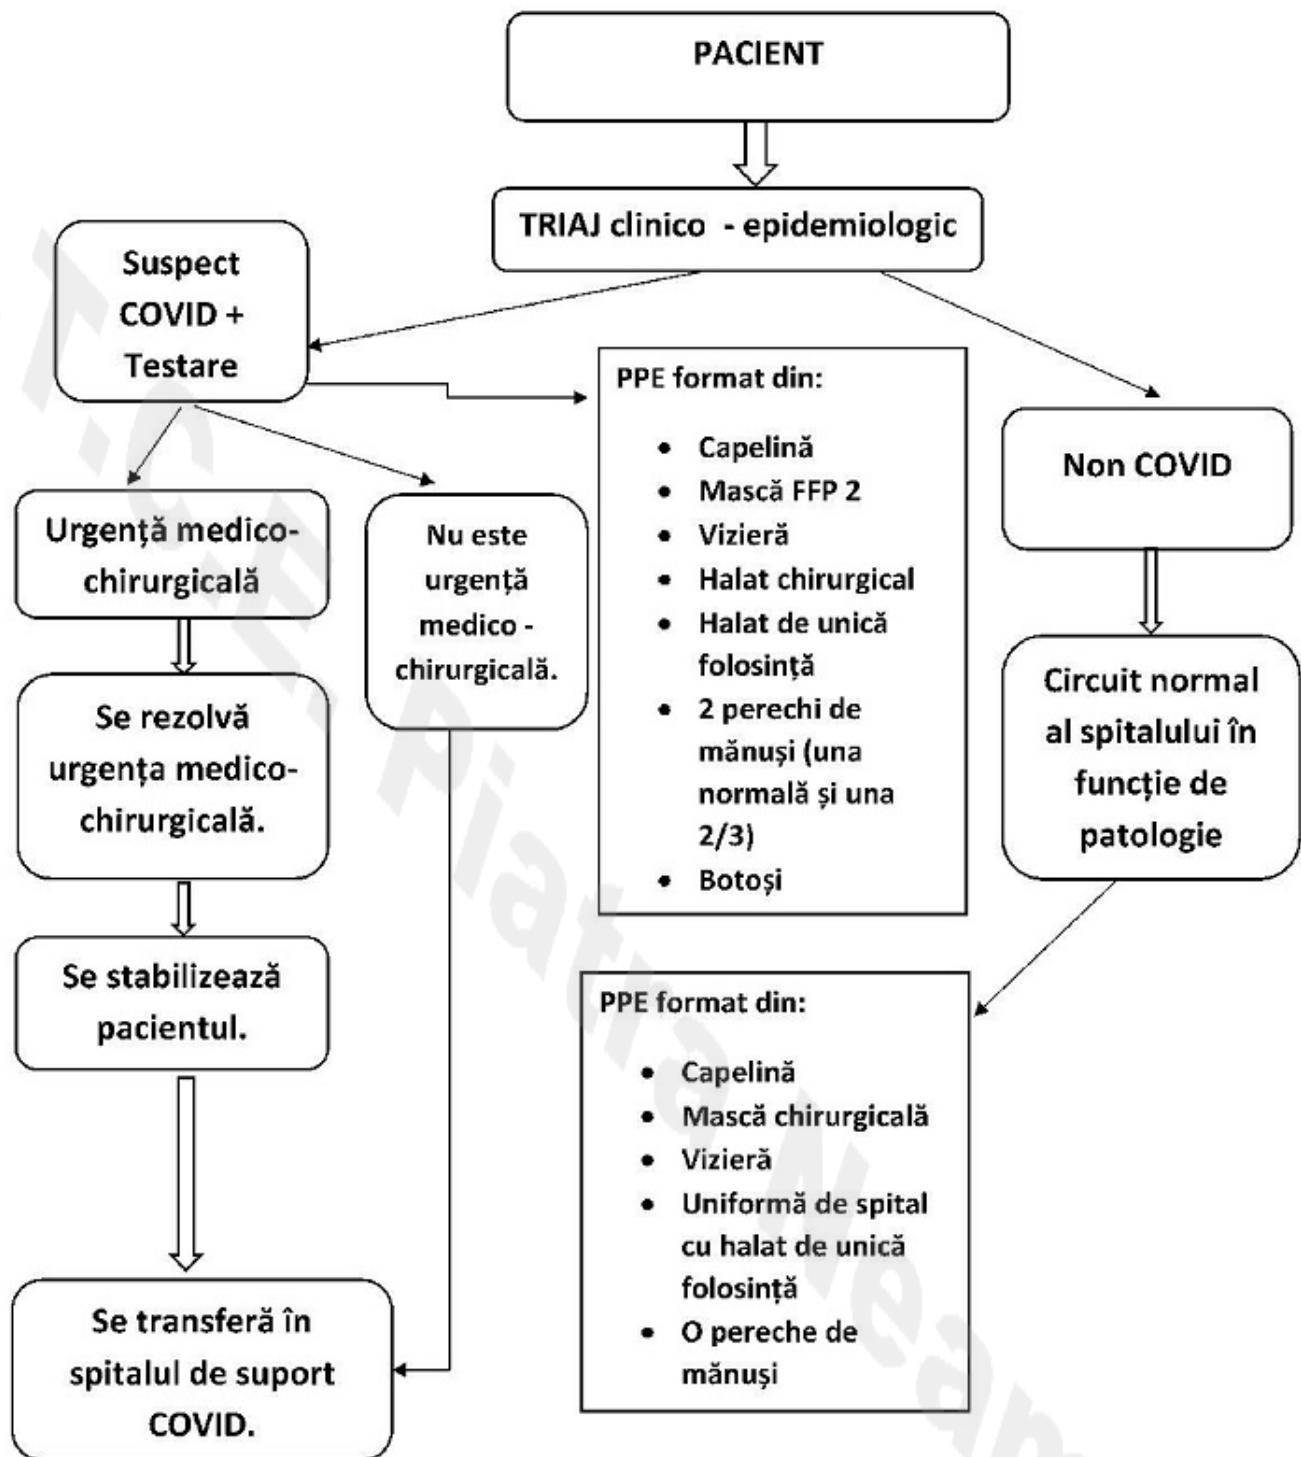 PACIENT
TRIAJ clinico - epidemiologic
Suspect
COVID +
Testare
Urgență medico-
chirurgicală
Se rezolvă
urgența medico-
chirurgicală.
Se stabilizează
pacientul.
Nu este
urgență
medico -
chirurgicală.
Se transferă în
spitalul de suport
COVID.
PPE format din:
• Capelină
• Mască FFP 2
• Vizieră
• Halat chirurgical
• Halat de unică
folosință
• 2 perechi de
mănuși (una
normală și una
2/3)
• Botoși
Non COVID
Circuit normal
al spitalului în
funcție de
patologie
PPE format din:
• Capelină
• Mască chirurgicală
• Vizieră
• Uniformă de spital
cu halat de unică
folosință
• O pereche de
mănuși
T.C.E. Piatra Neam